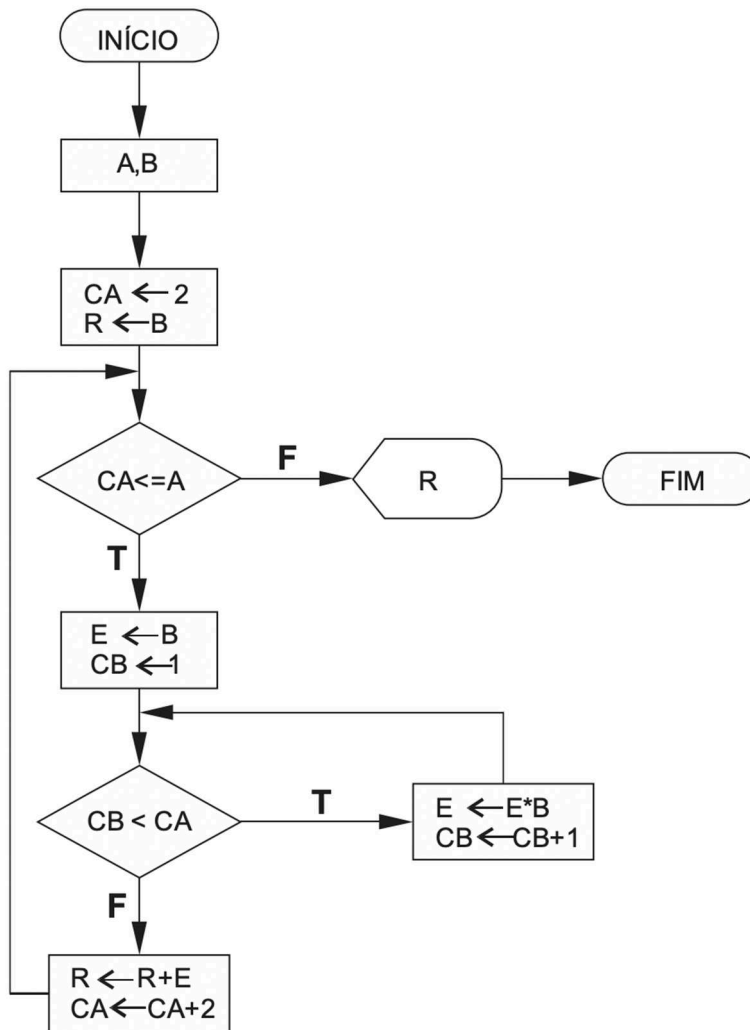 INÍCIO
A,B
CA ← 2
R ← B
CA<=A
F
R
FIM
T
E ← B
CB ← 1
CB < CA
T
E ← E*B
CB ← CB+1
F
R ← R+E
CA ← CA+2